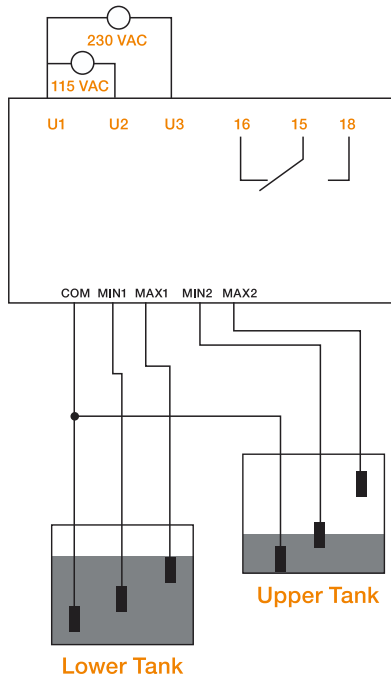 230 VAC
115 VAC
U1 U2 U3 16 15 18
COM MIN1 MAX1 MIN2 MAX2
Upper Tank
Lower Tank